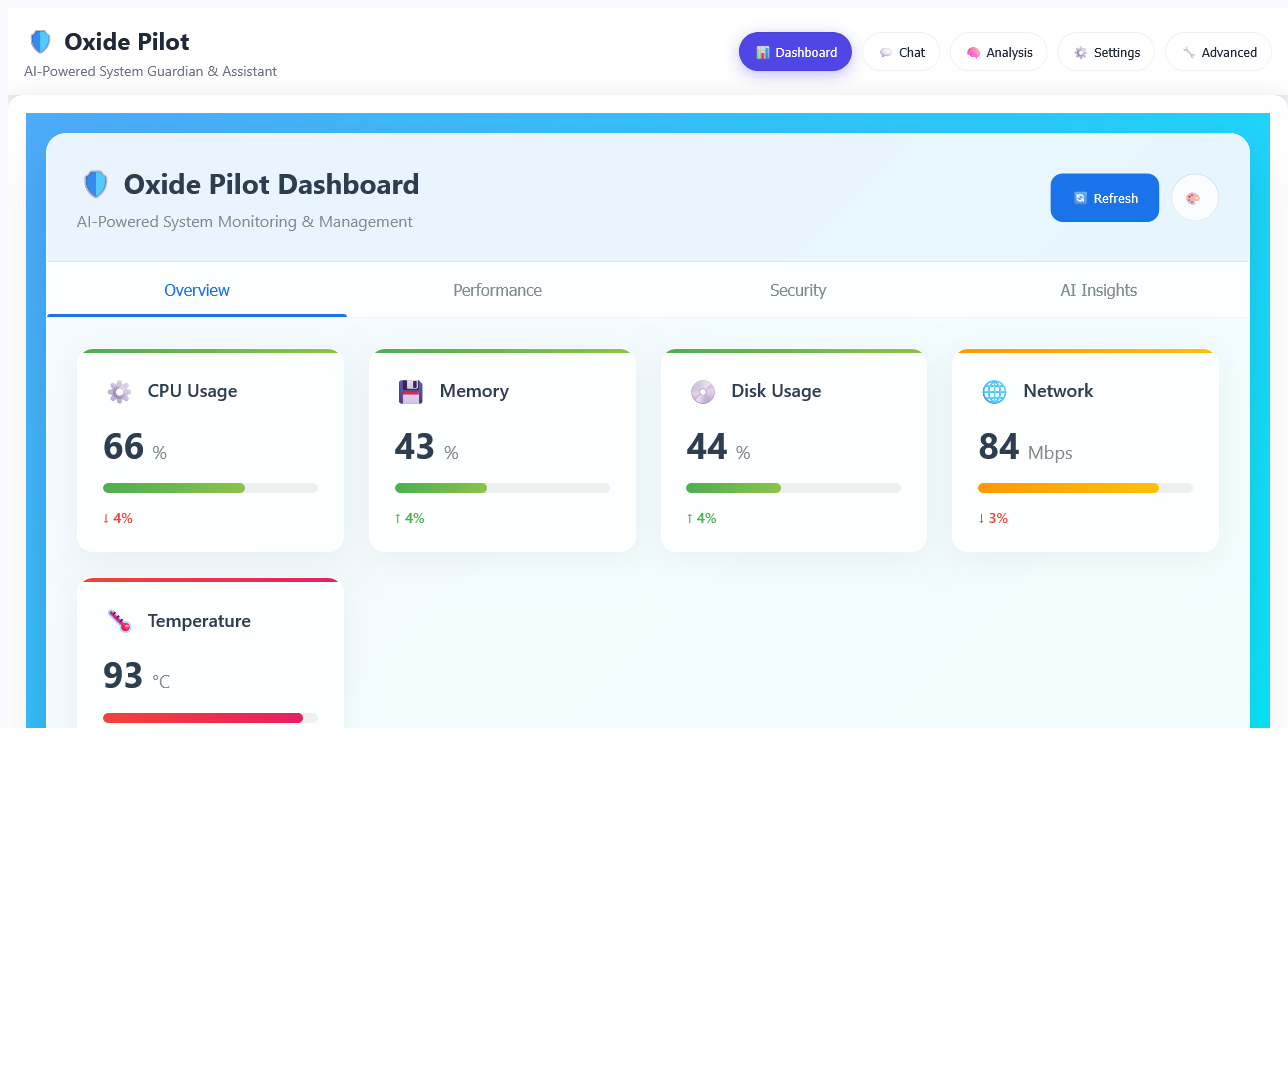 Oxide Pilot
AI-Powered System Guardian & Assistant
Dashboard
Chat
Analysis
Settings
Advanced
Oxide Pilot Dashboard
AI-Powered System Monitoring & Management
Refresh
Overview
Performance
Security
AI Insights
CPU Usage
66 %
↓ 4%
Memory
43 %
↑ 4%
Disk Usage
44 %
↑ 4%
Network
84 Mbps
↓ 3%
Temperature
93 °C